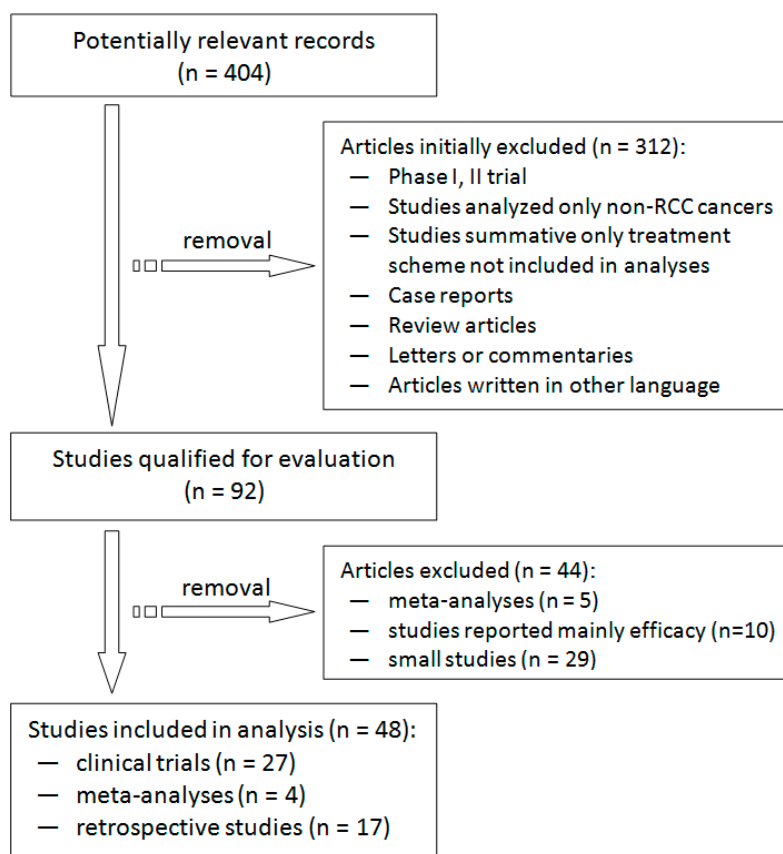 Potentially relevant records
(n = 404)
Articles initially excluded (n = 312):
— Phase I, II trial
— Studies analyzed only non-RCC cancers
— Studies summative only treatment
scheme not included in analyses
— Case reports
— Review articles
— Letters or commentaries
— Articles written in other language
removal
Studies qualified for evaluation
(n = 92)
Articles excluded (n = 44):
— meta-analyses (n = 5)
— studies reported mainly efficacy (n=10)
— small studies (n = 29)
removal
Studies included in analysis (n = 48):
— clinical trials (n = 27)
— meta-analyses (n = 4)
— retrospective studies (n = 17)